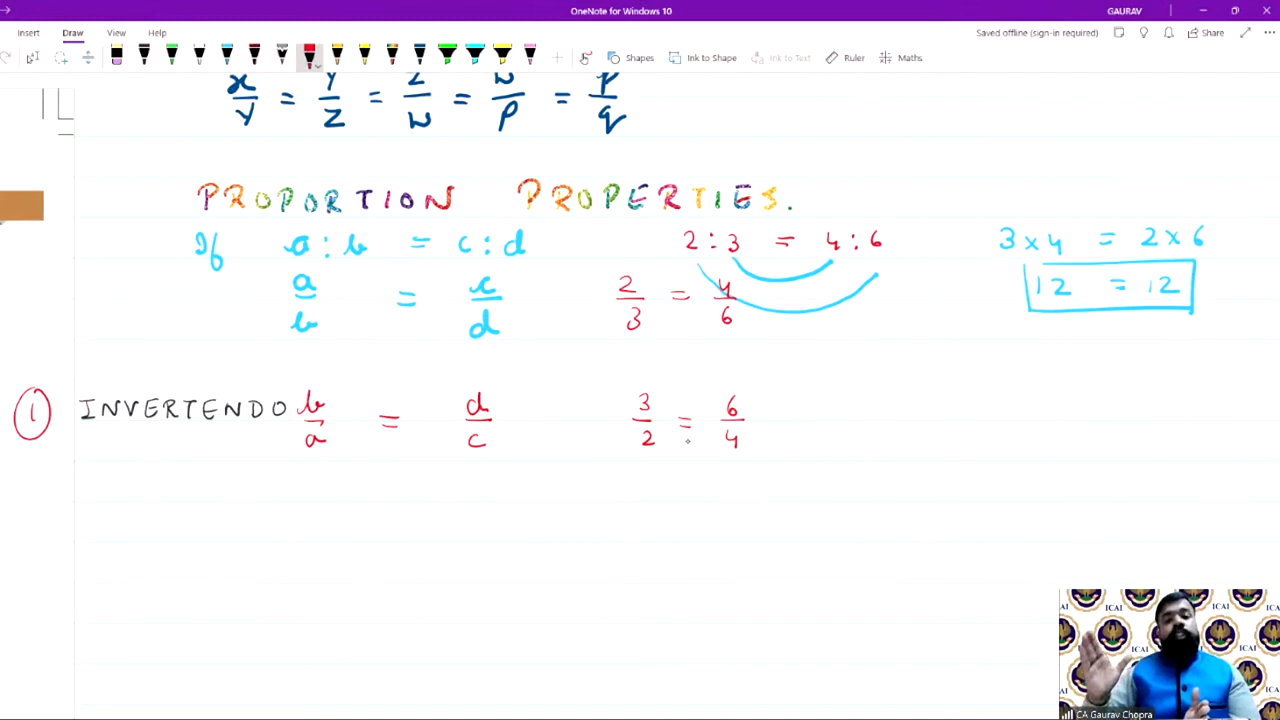 OneNote for Windows 10
GAURAV
Insert Draw View Help
Saved offline (sign-in required) Share
Shapes Ink to Shape Ink to Text Ruler Maths
x/y = y/z = z/w = w/p = p/q
PROPORTION PROPERTIES.
If a : b = c : d 2 : 3 = 4 : 6 3 × 4 = 2 × 6
a/b = c/d 2/3 = 4/6 12 = 12
① INVERTENDO b/a = d/c 3/2 = 6/4
ICAI
CA Gaurav Chopra